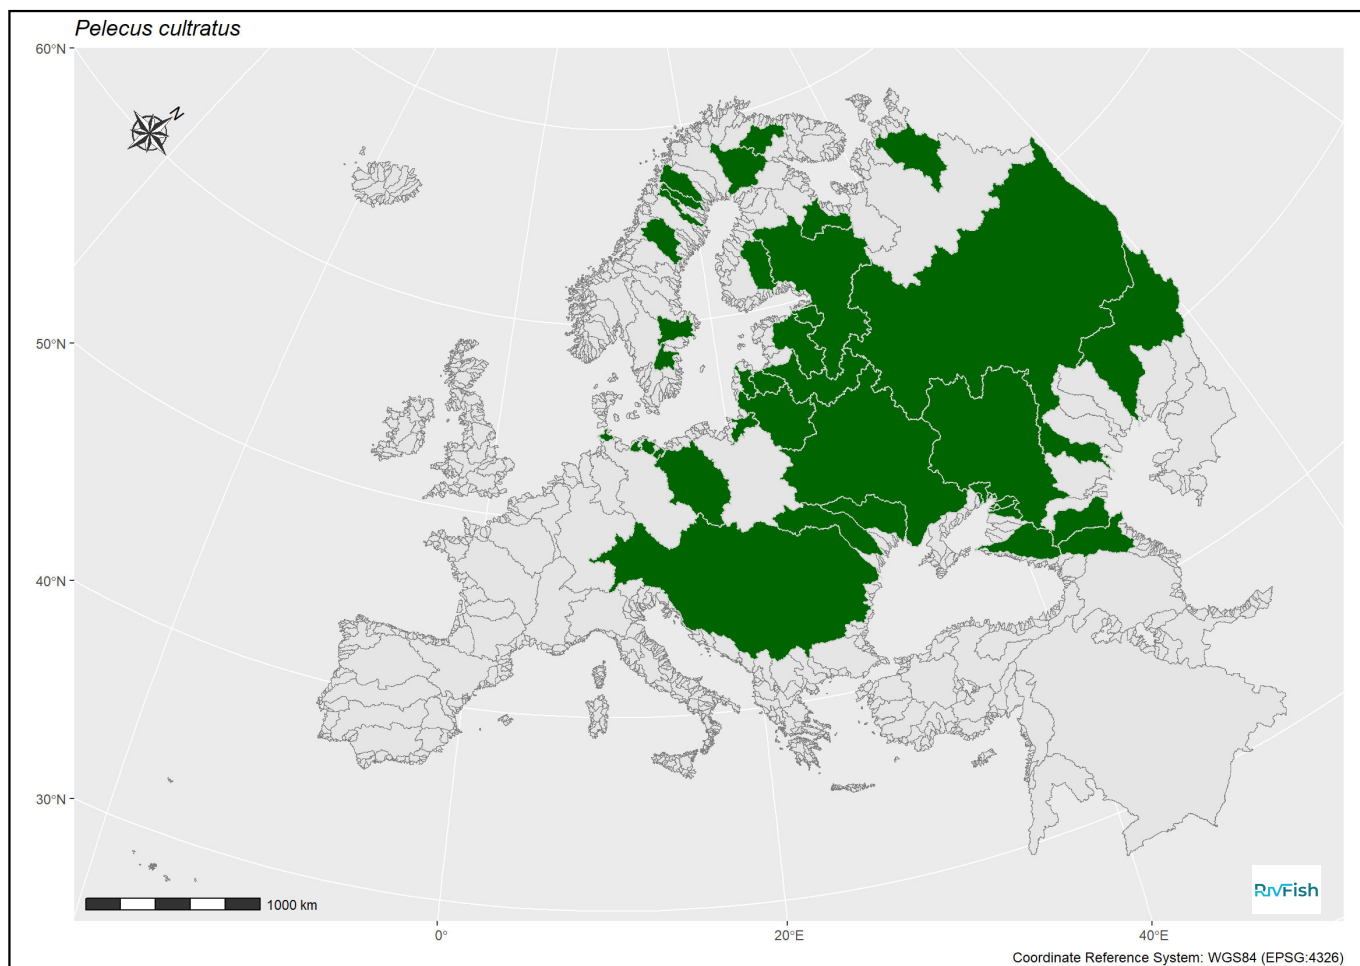 Pelecus cultratus
60°N
N
50°N
40°N
30°N
1000 km
RIVFish
0°
20°E
40°E
Coordinate Reference System: WGS84 (EPSG:4326)